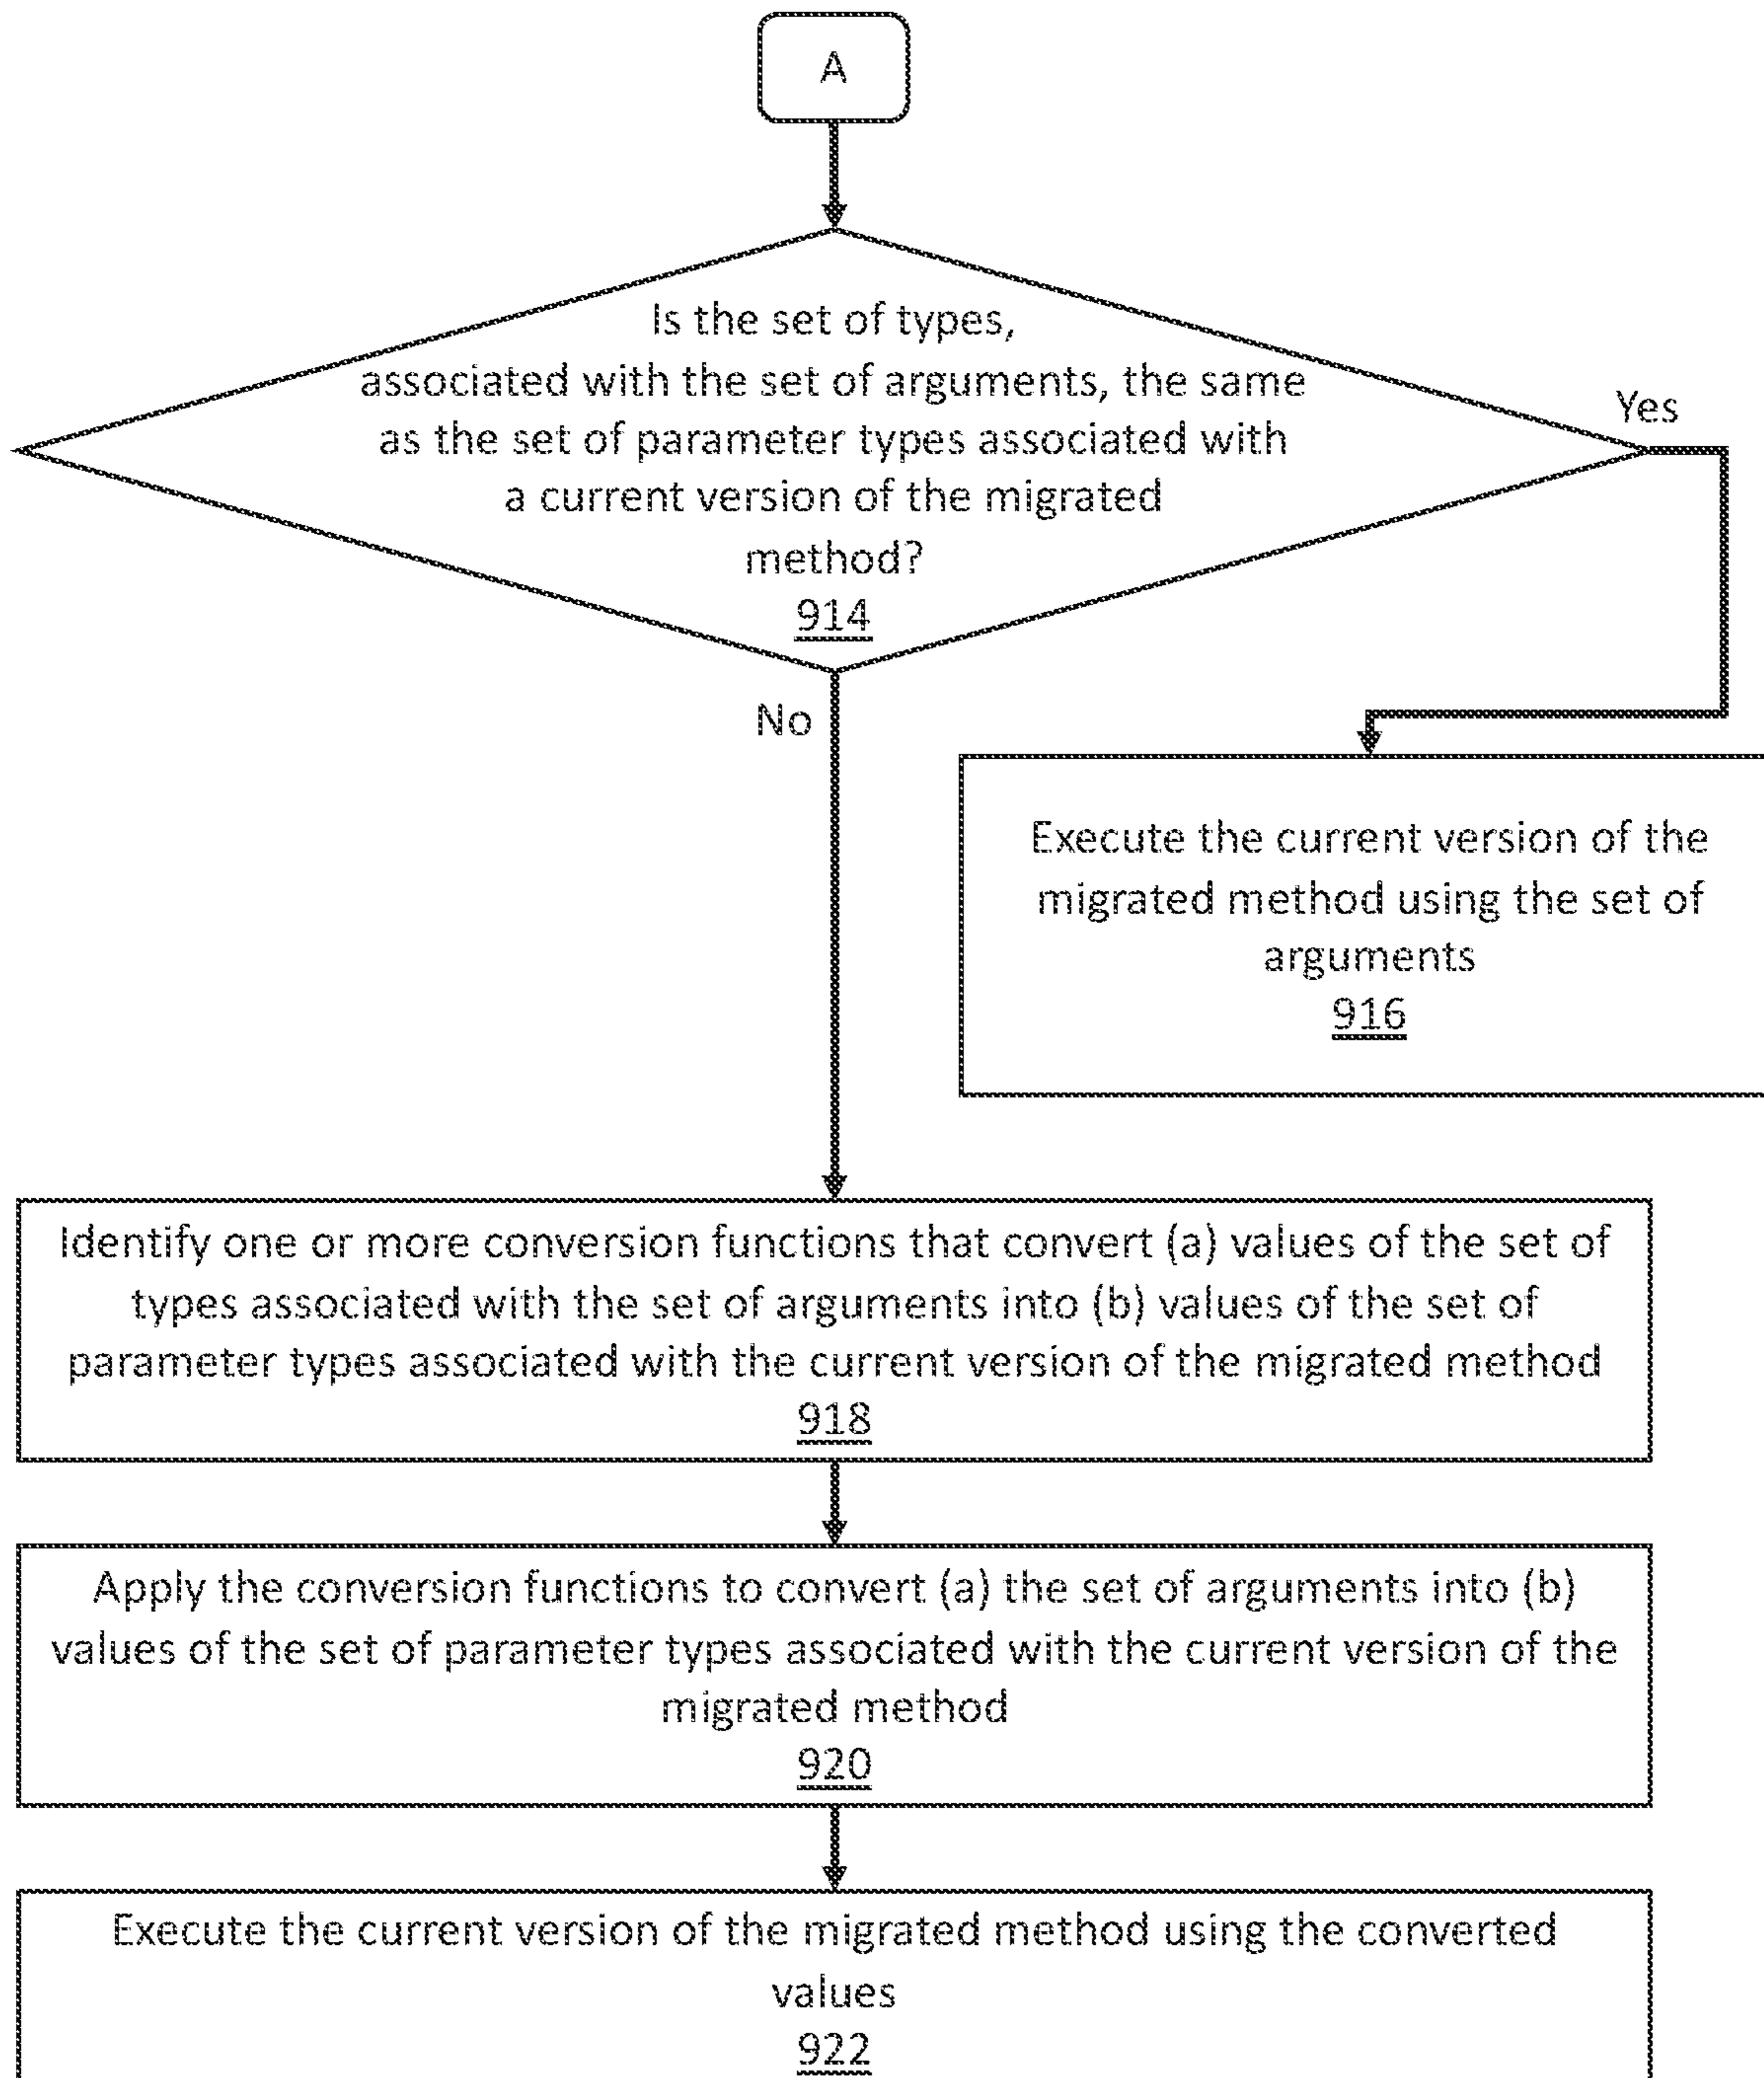 A
Is the set of types,
associated with the set of arguments, the same
as the set of parameter types associated with
a current version of the migrated
method?
914
Yes
No
Execute the current version of the
migrated method using the set of
arguments
916
Identify one or more conversion functions that convert (a) values of the set of
types associated with the set of arguments into (b) values of the set of
parameter types associated with the current version of the migrated method
918
Apply the conversion functions to convert (a) the set of arguments into (b)
values of the set of parameter types associated with the current version of the
migrated method
920
Execute the current version of the migrated method using the converted
values
922